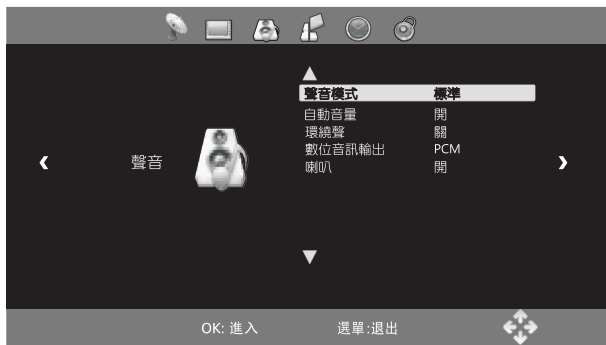 聲音模式 標準
自動音量 開
環繞聲 關
數位音訊輸出 PCM
喇叭 開
聲音
OK: 進入 選單:退出